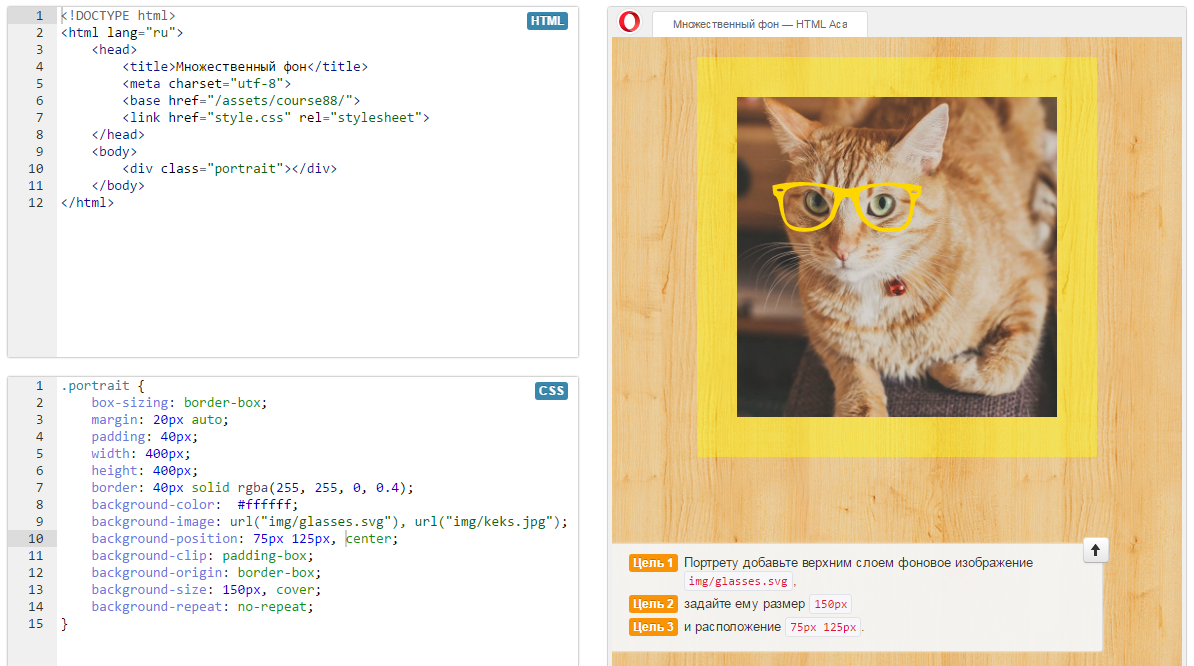 1 <!DOCTYPE html>
2 <html lang="ru">
3 <head>
4 <title>Множественный фон</title>
5 <meta charset="utf-8">
6 <base href="/assets/course88/">
7 <link href="style.css" rel="stylesheet">
8 </head>
9 <body>
10 <div class="portrait"></div>
11 </body>
12 </html>
HTML
1 .portrait {
2 box-sizing: border-box;
3 margin: 20px auto;
4 padding: 40px;
5 width: 400px;
6 height: 400px;
7 border: 40px solid rgba(255, 255, 0, 0.4);
8 background-color:  #ffffff;
9 background-image: url("img/glasses.svg"), url("img/keks.jpg");
10 background-position: 75px 125px, center;
11 background-clip: padding-box;
12 background-origin: border-box;
13 background-size: 150px, cover;
14 background-repeat: no-repeat;
15 }
CSS
Множественный фон — HTML Aca
Цель 1 Портрету добавьте верхним слоем фоновое изображение
img/glasses.svg,
Цель 2 задайте ему размер 150px
Цель 3 и расположение 75px 125px.